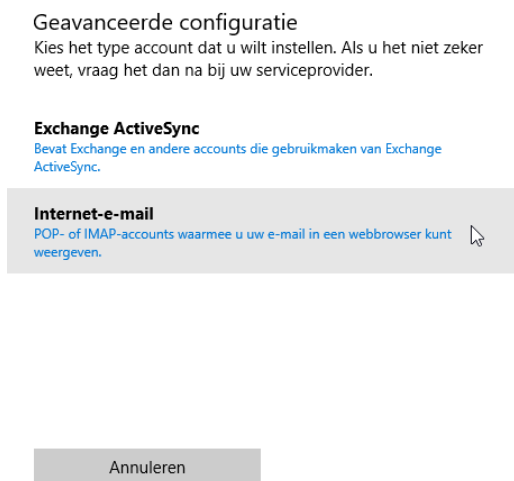 Geavanceerde configuratie
Kies het type account dat u wilt instellen. Als u het niet zeker
weet, vraag het dan na bij uw serviceprovider.
Exchange ActiveSync
Bevat Exchange en andere accounts die gebruikmaken van Exchange
ActiveSync.
Internet-e-mail
POP- of IMAP-accounts waarmee u uw e-mail in een webbrowser kunt
weergeven.
Annuleren